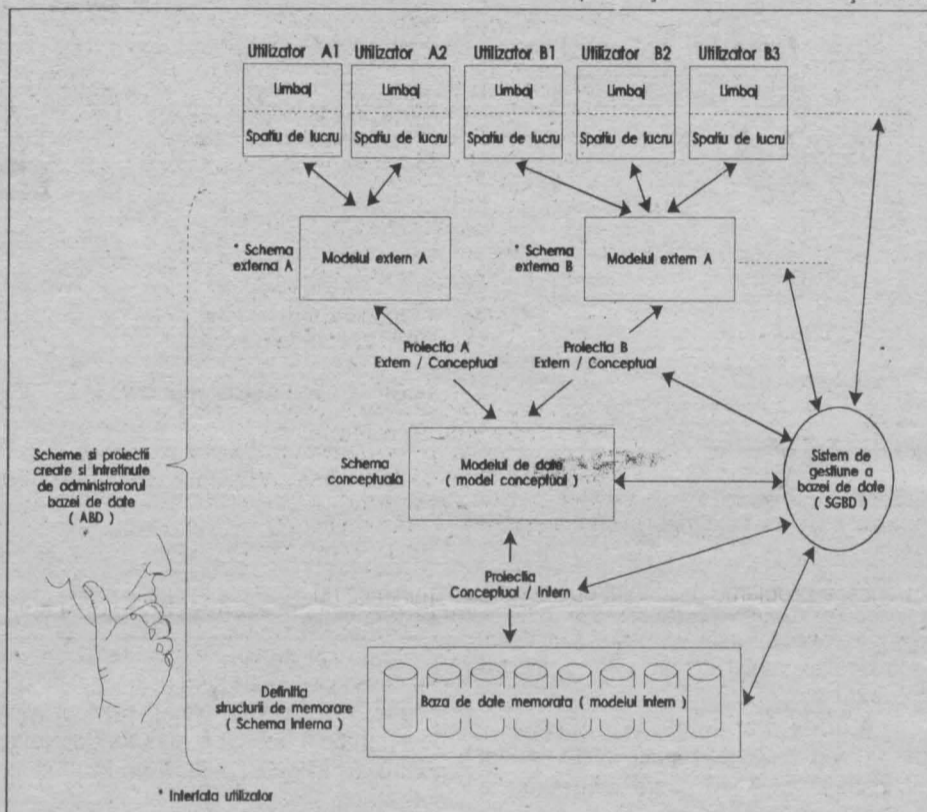 Utilizator A1 Utilizator A2 Utilizator B1 Utilizator B2 Utilizator B3
Limbaj Limbaj Limbaj Limbaj Limbaj
Spatiu de lucru Spatiu de lucru Spatiu de lucru Spatiu de lucru Spatiu de lucru
* Schema
externa A
Modelul extern A
* Schema
externa B
Modelul extern A
Proiectia A
Extern / Conceptual
Proiectia B
Extern / Conceptual
Scheme si proiectii
create si intretinute
de administratorul
bazei de date
( ABD )
Schema
conceptuala
Modelul de date
( model conceptual )
Sistem de
gestiune a
bazei de date
( SGBD )
Proiectia
Conceptual / Intern
Definitia
structurii de memorare
( Schema interna )
Baza de date memorata ( modelul intern )
* Interfata utilizator